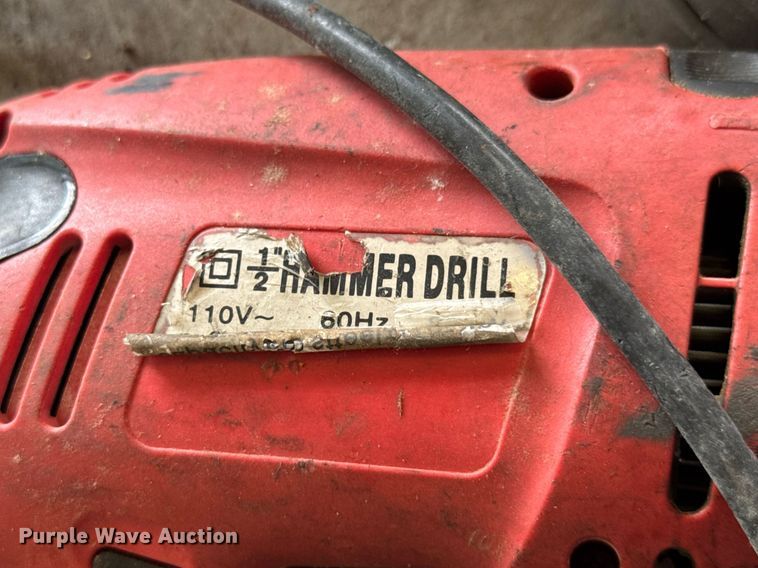 1/2" HAMMER DRILL
110V~ 60Hz
Purple Wave Auction